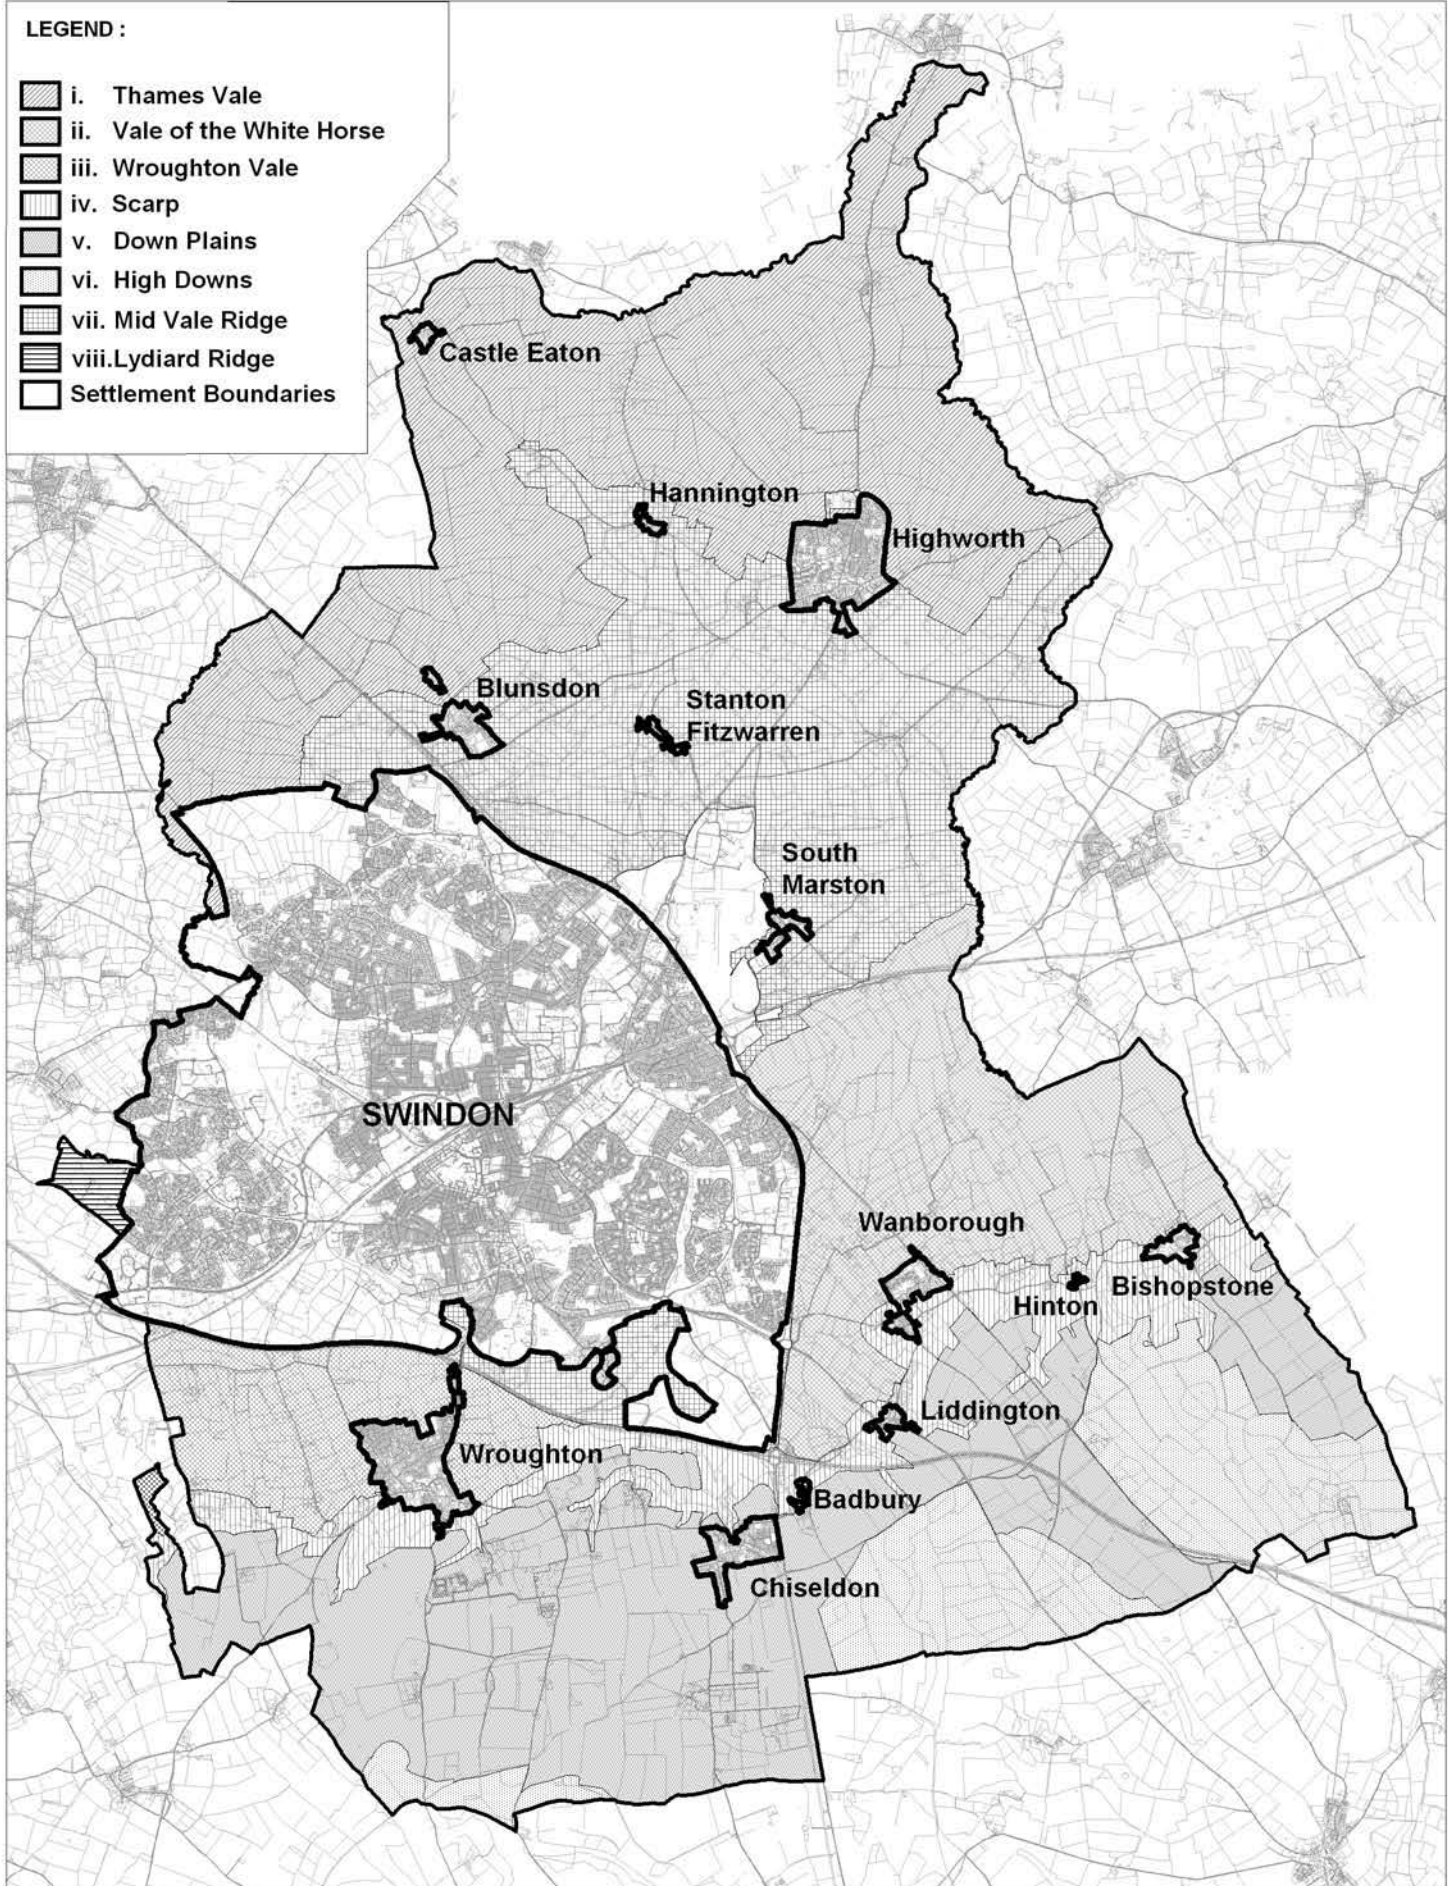 LEGEND :
i. Thames Vale
ii. Vale of the White Horse
iii. Wroughton Vale
iv. Scarp
v. Down Plains
vi. High Downs
vii. Mid Vale Ridge
viii.Lydiard Ridge
Settlement Boundaries
Castle Eaton
Hannington
Highworth
Blunsdon
Stanton
Fitzwarren
South
Marston
SWINDON
Wanborough
Bishopstone
Hinton
Liddington
Wroughton
Badbury
Chiseldon